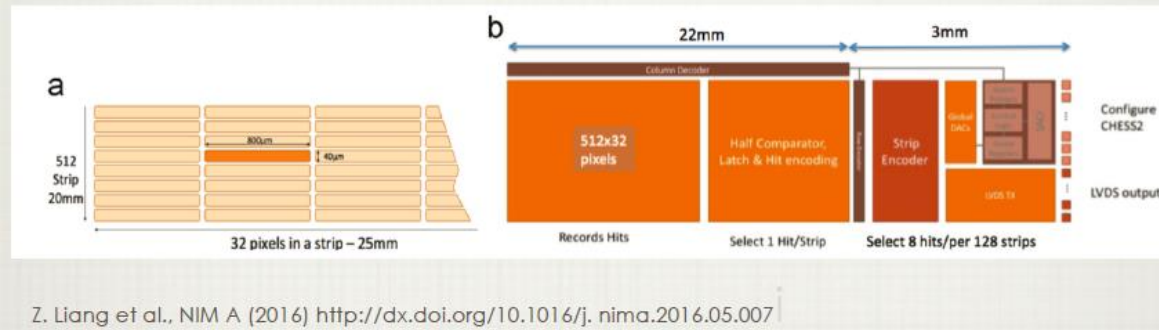 b
22mm
3mm
Column Decoder
a
800μm
40μm
512
Strip
20mm
32 pixels in a strip – 25mm
512x32
pixels
Half Comparator,
Latch & Hit encoding
Strip
Encoder
Global
DACs
LVDS TX
Configure
CHESS2
LVDS output
Records Hits
Select 1 Hit/Strip
Select 8 hits/per 128 strips
Z. Liang et al., NIM A (2016) http://dx.doi.org/10.1016/j. nima.2016.05.007